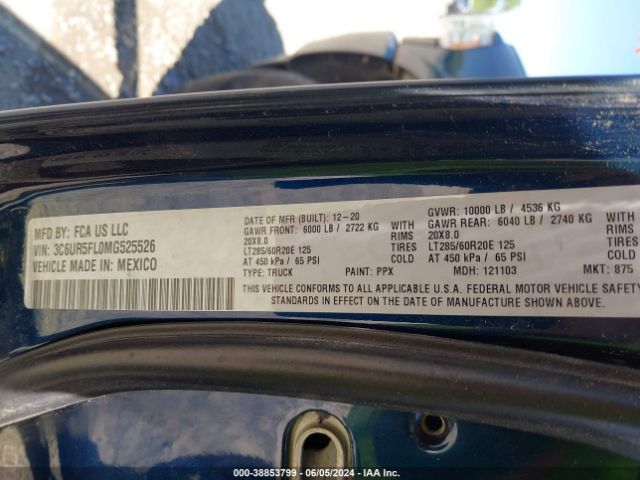 MFD BY: FCA US LLC
VIN: 3C6UR5FL0MG525526
VEHICLE MADE IN: MEXICO
DATE OF MFR (BUILT): 12-20
GAWR FRONT: 6000 LB / 2722 KG
20X8.0
LT285/60R20E 125
AT 450 kPa / 65 PSI
WITH
RIMS
TIRES
COLD
GVWR: 10000 LB / 4536 KG
GAWR REAR: 6040 LB / 2740 KG
20X8.0
LT285/60R20E 125
AT 450 kPa / 65 PSI
WITH
RIMS
TIRES
COLD
TYPE: TRUCK PAINT: PPX MDH: 121103 MKT: 875
THIS VEHICLE CONFORMS TO ALL APPLICABLE U.S.A. FEDERAL MOTOR VEHICLE SAFETY
STANDARDS IN EFFECT ON THE DATE OF MANUFACTURE SHOWN ABOVE.
000-38853799 - 06/05/2024 - IAA Inc.